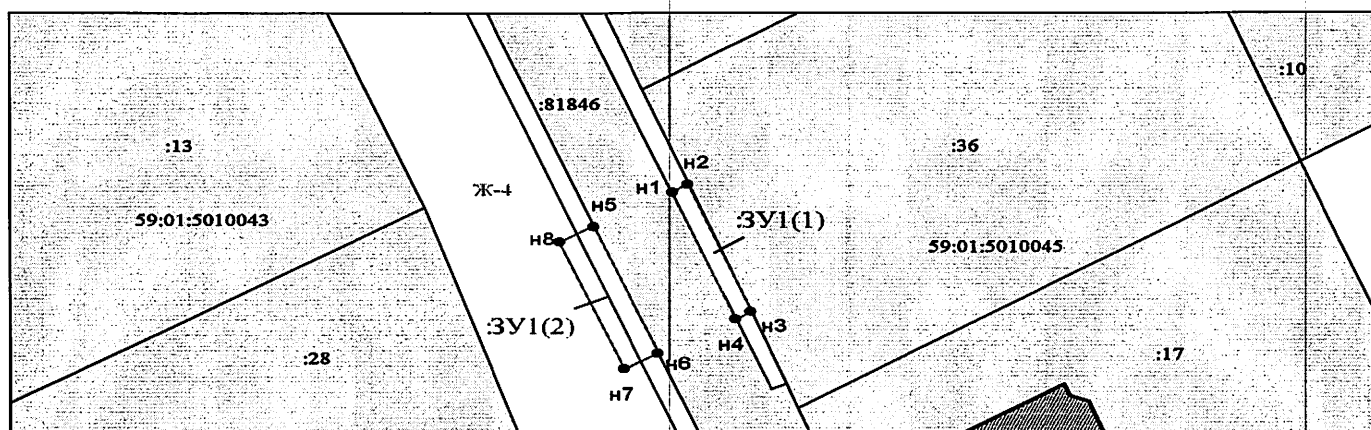 :10
:81846
:13
:36
н2
н1
Ж-4
59:01:5010043
н5
:ЗУ1(1)
н8
59:01:5010045
н3
:ЗУ1(2)
н4
:28
:17
н6
н7